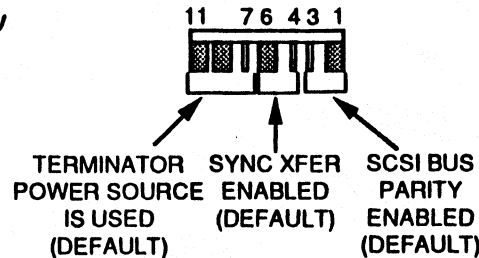 11 7 6 4 3 1
TERMINATOR
POWER SOURCE
IS USED
(DEFAULT)
SYNC XFER
ENABLED
(DEFAULT)
SCSI BUS
PARITY
ENABLED
(DEFAULT)